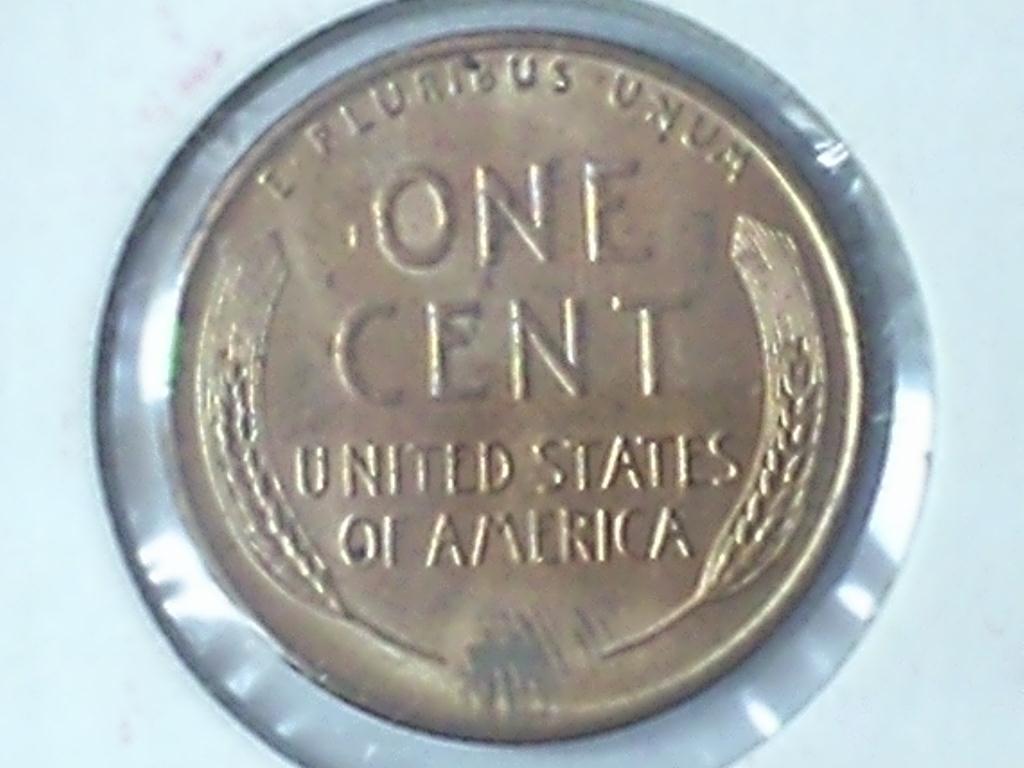 E PLURIBUS UNUM
ONE
CENT
UNITED STATES
OF AMERICA